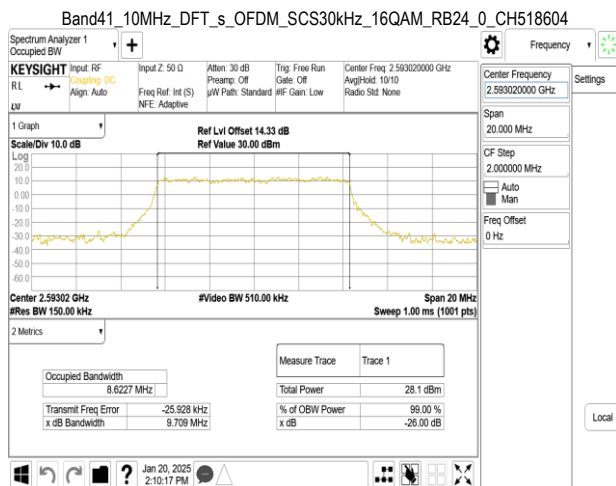 Band41_10MHz_DFT_s_OFDM_SCS30kHz_16QAM_RB24_0_CH518604
Spectrum Analyzer 1
Occupied BW
+
Frequency
Settings
KEYSIGHT
RL
Input: RF
Coupling: DC
Align: Auto
Input Z: 50 Ω
Freq Ref: Int (S)
NFE: Adaptive
Atten: 30 dB
Preamp: Off
µW Path: Standard
Trig: Free Run
Gate: Off
#IF Gain: Low
Center Freq: 2.593020000 GHz
Avg|Hold: 10/10
Radio Std: None
Center Frequency
2.593020000 GHz
Span
20.000 MHz
CF Step
2.000000 MHz
Auto
Man
Freq Offset
0 Hz
1 Graph
Scale/Div 10.0 dB
Ref Lvl Offset 14.33 dB
Ref Value 30.00 dBm
Log
20.0
10.0
0.00
-10.0
-20.0
-30.0
-40.0
-50.0
-60.0
Center 2.59302 GHz
#Video BW 510.00 kHz
Span 20 MHz
#Res BW 150.00 kHz
Sweep 1.00 ms (1001 pts)
2 Metrics
Measure Trace Trace 1
Occupied Bandwidth
8.6227 MHz
Total Power 28.1 dBm
Transmit Freq Error -25.928 kHz
% of OBW Power 99.00 %
x dB Bandwidth 9.709 MHz
x dB -26.00 dB
Local
?
Jan 20, 2025
2:10:17 PM